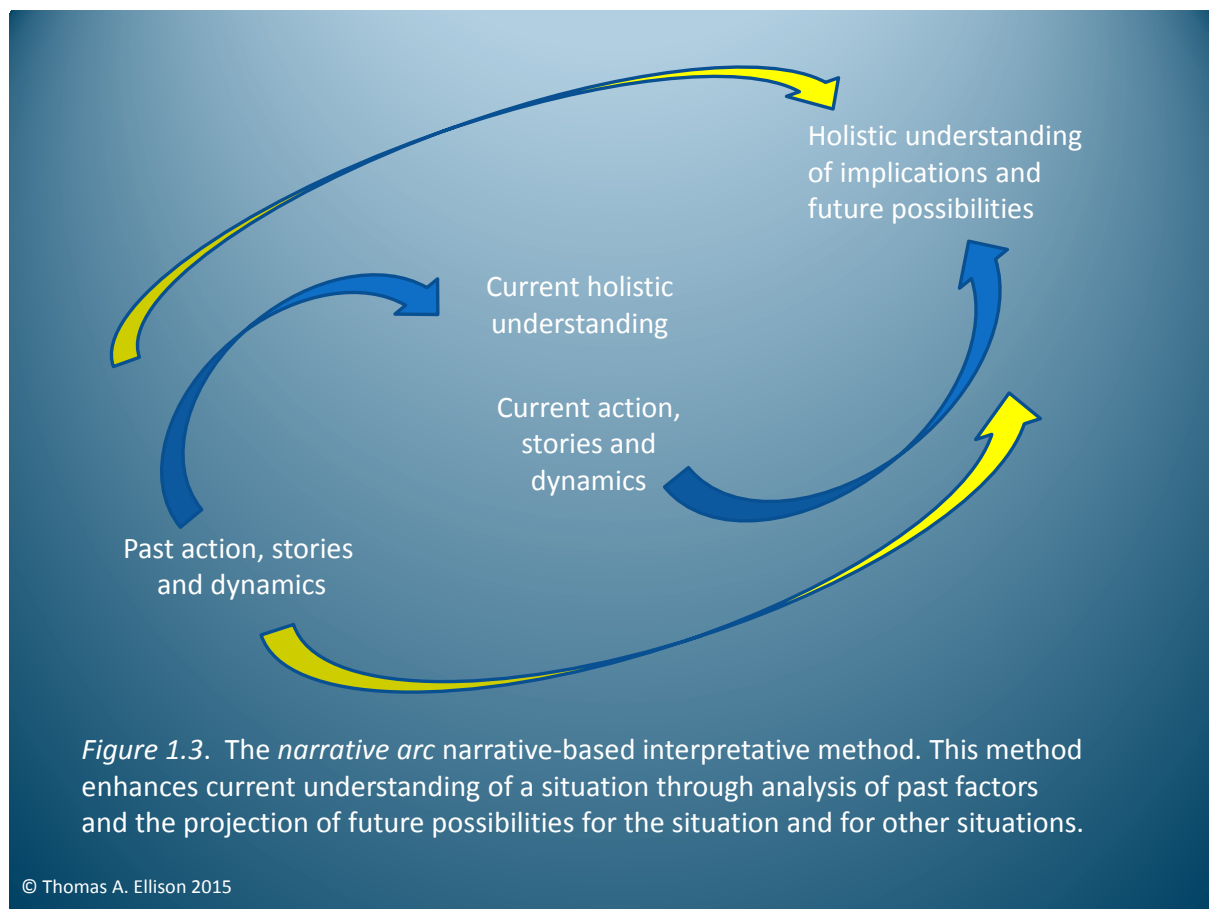 Holistic understanding
of implications and
future possibilities
Current holistic
understanding
Current action,
stories and
dynamics
Past action, stories
and dynamics
Figure 1.3.  The narrative arc narrative-based interpretative method. This method
enhances current understanding of a situation through analysis of past factors
and the projection of future possibilities for the situation and for other situations.
© Thomas A. Ellison 2015